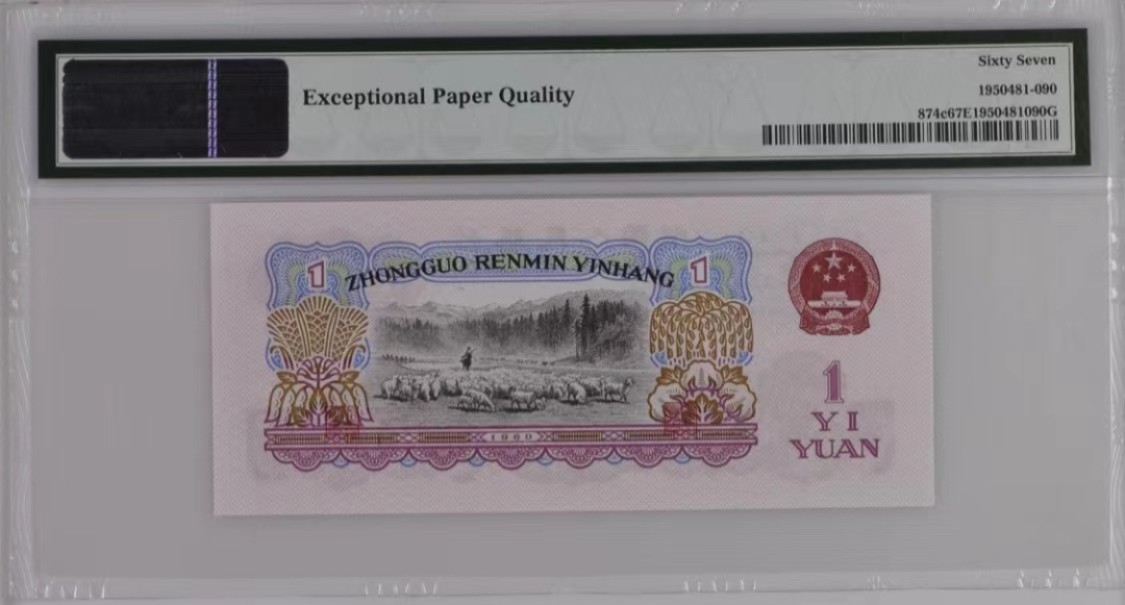 Exceptional Paper Quality
Sixty Seven
1950481-090
874c67E1950481090G
ZHONGGUO RENMIN YINHANG
1
1
1960
1
YI
YUAN